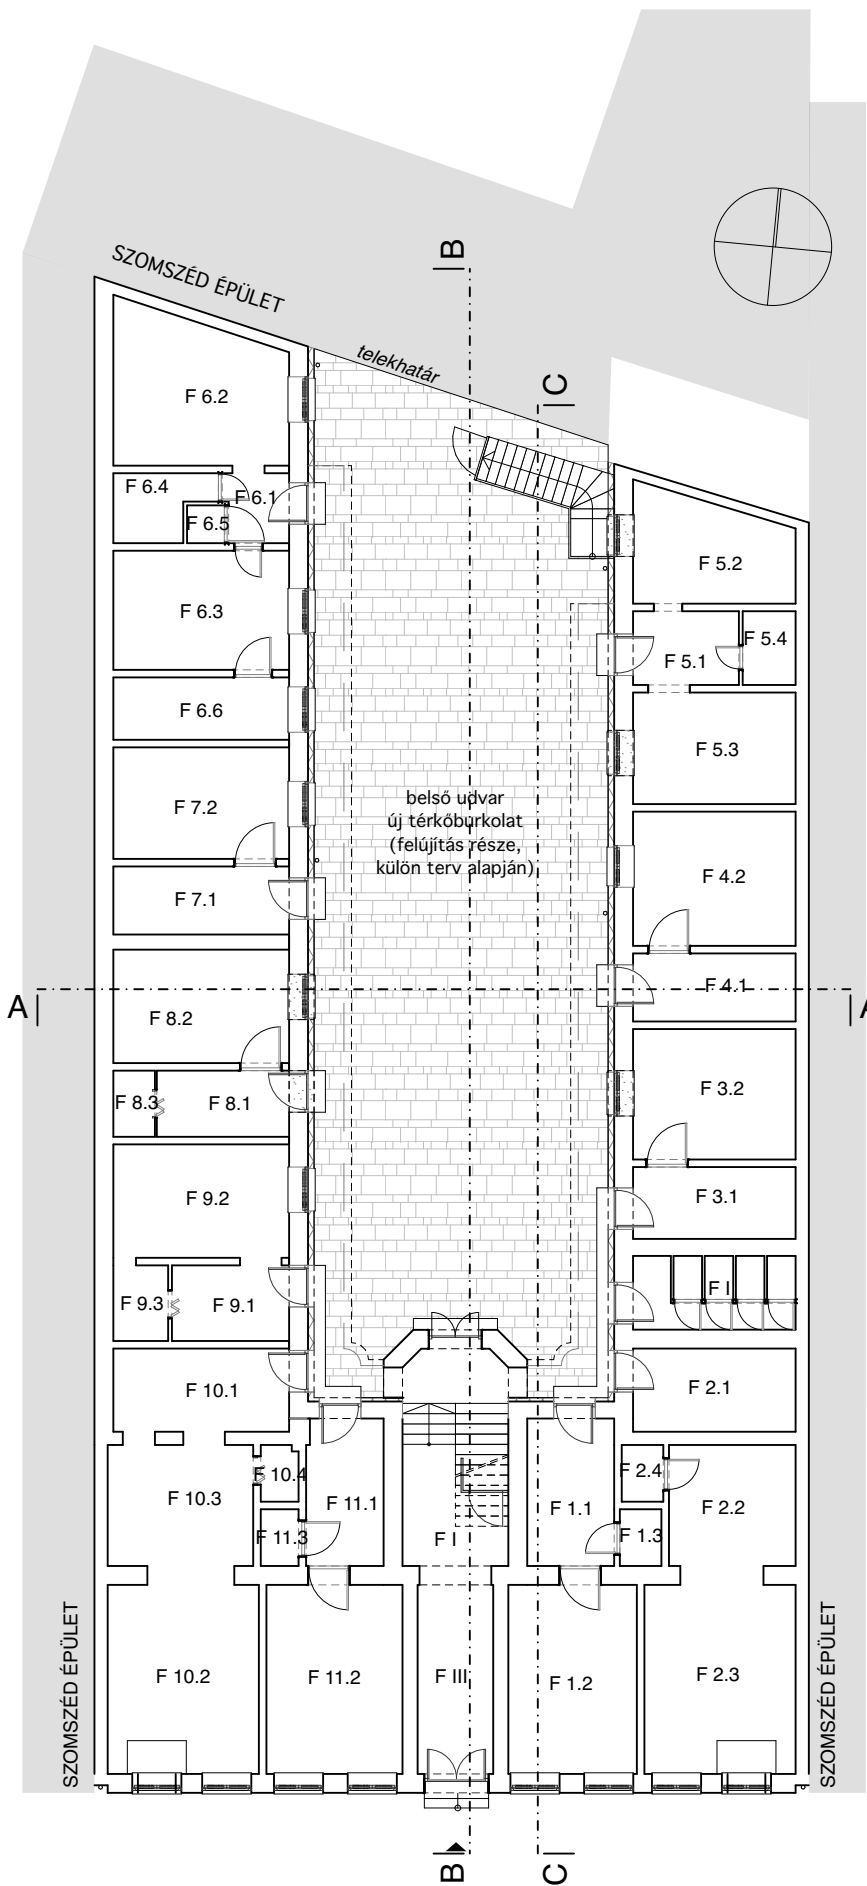 B
SZOMSZÉD ÉPÜLET
telekhatár
C
F 6.2
F 6.4
F 6.1
F 6.5
F 5.2
F 6.3
F 5.4
F 5.1
F 6.6
F 5.3
belső udvar
új térkőburkolat
(felújítás része,
külön terv alapján)
F 7.2
F 4.2
F 7.1
F 4.1
A
A
F 8.2
F 3.2
F 8.3
F 8.1
F 9.2
F 3.1
F I
F 9.3
F 9.1
F 10.1
F 2.1
F 10.4
F 2.4
F 10.3
F 11.1
F 1.1
F 2.2
F 11.3
F I
F 1.3
SZOMSZÉD ÉPÜLET
F 10.2
F 11.2
F III
F 1.2
F 2.3
SZOMSZÉD ÉPÜLET
B
C